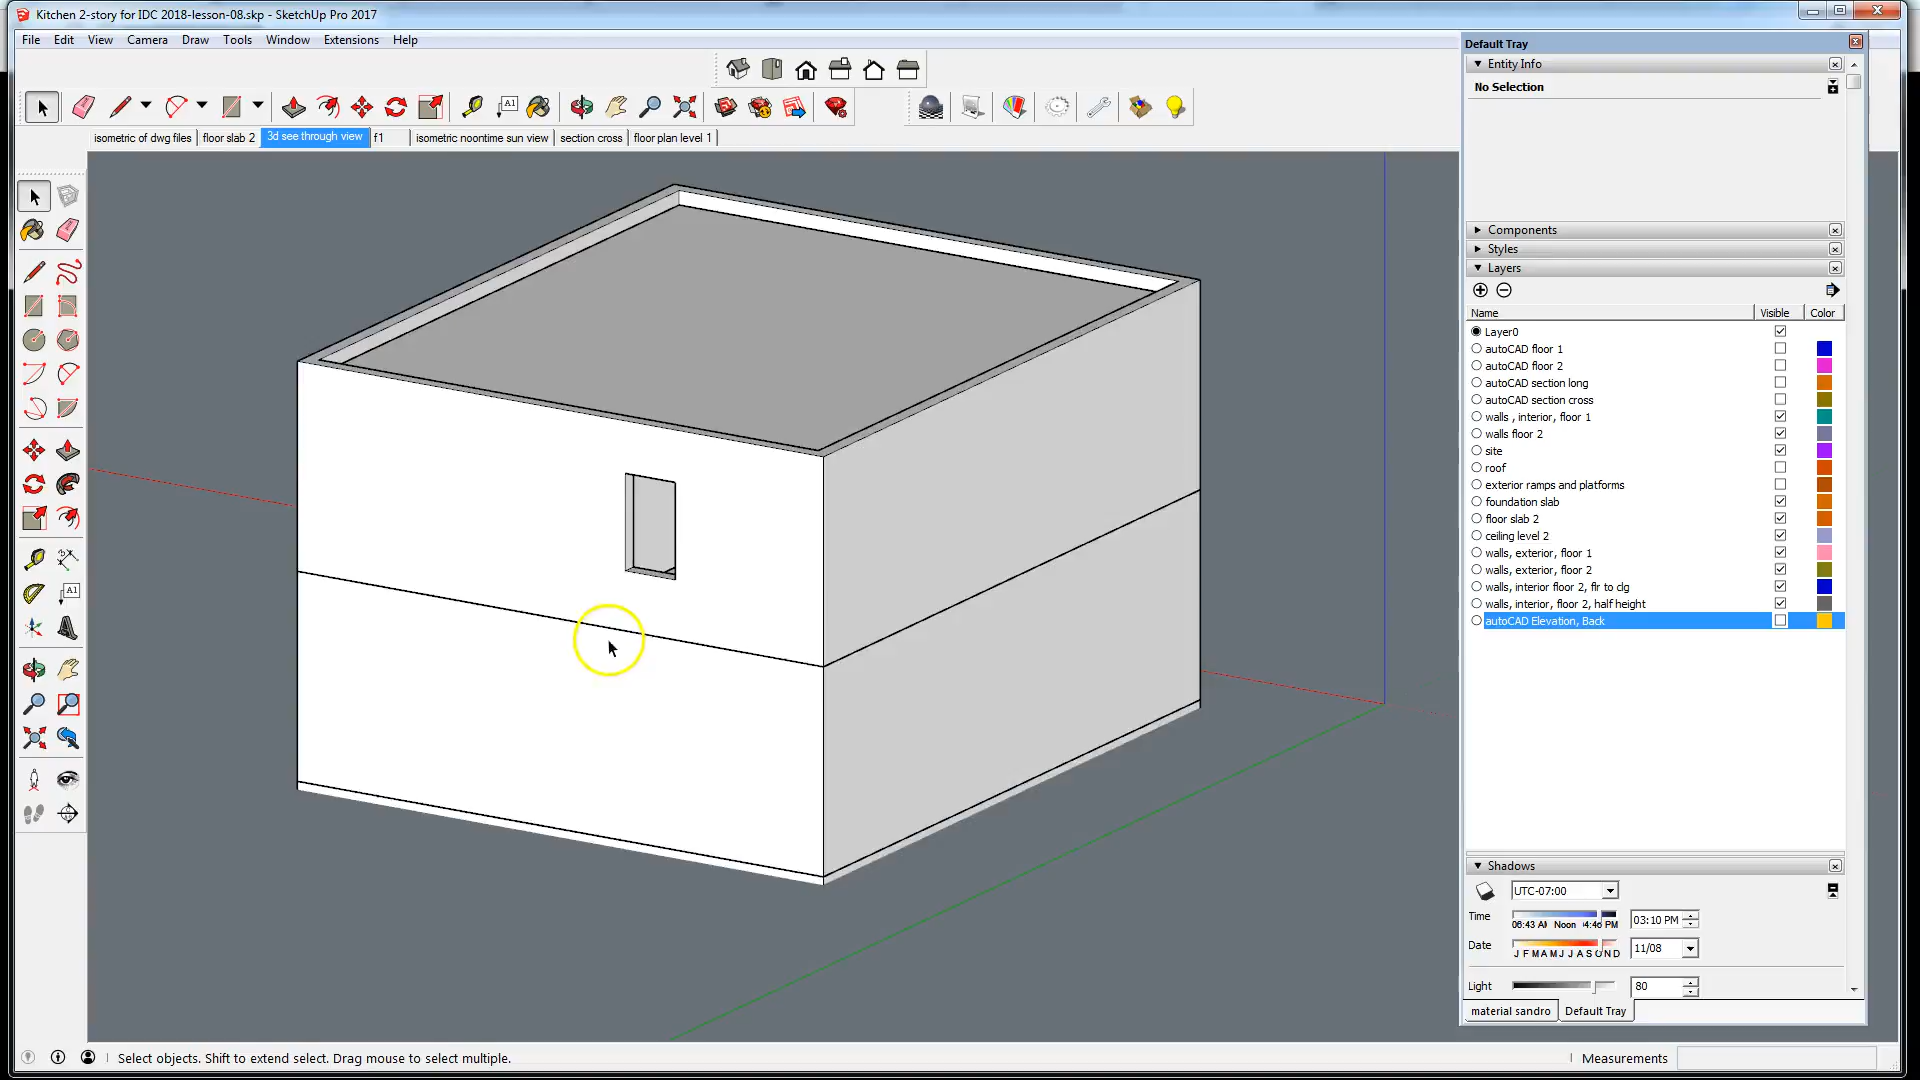 Kitchen 2-story for IDC 2018-lesson-08.skp - SketchUp Pro 2017
File Edit View Camera Draw Tools Window Extensions Help
A1
isometric of dwg files floor slab 2 3d see through view f1 isometric noontime sun view section cross floor plan level 1
A1
Default Tray
Entity Info
No Selection
Components
Styles
Layers
Name Visible Color
Layer0
autoCAD floor 1
autoCAD floor 2
autoCAD section long
autoCAD section cross
walls , interior, floor 1
walls floor 2
site
roof
exterior ramps and platforms
foundation slab
floor slab 2
ceiling level 2
walls, exterior, floor 1
walls, exterior, floor 2
walls, interior floor 2, flr to clg
walls, interior, floor 2, half height
autoCAD Elevation, Back
Shadows
UTC-07:00
Time 03:10 PM
06:43 Noon PM
Date 11/08
J F M A M J J A S O N D
Light 80
material sandro Default Tray
Select objects. Shift to extend select. Drag mouse to select multiple. Measurements